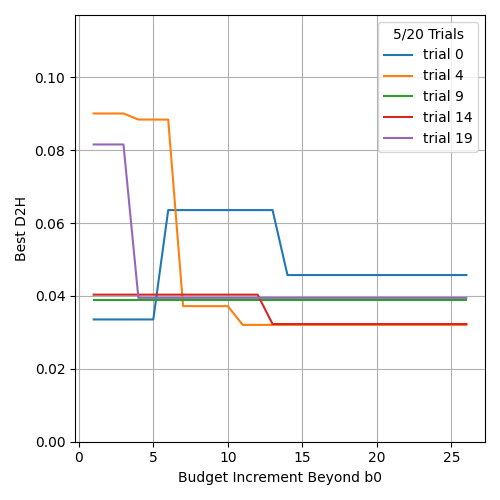 5/20 Trials
trial 0
trial 4
trial 9
trial 14
trial 19
Best D2H
0.10
0.08
0.06
0.04
0.02
0.00
0 5 10 15 20 25
Budget Increment Beyond b0